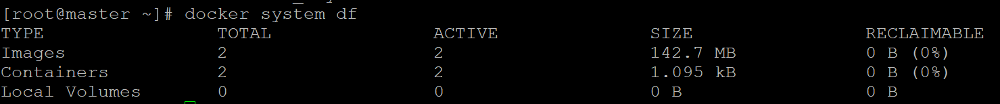 [root@master ~]# docker system df
TYPE TOTAL ACTIVE SIZE RECLAIMABLE
Images 2 2 142.7 MB 0 B (0%)
Containers 2 2 1.095 kB 0 B (0%)
Local Volumes 0 0 0 B 0 B